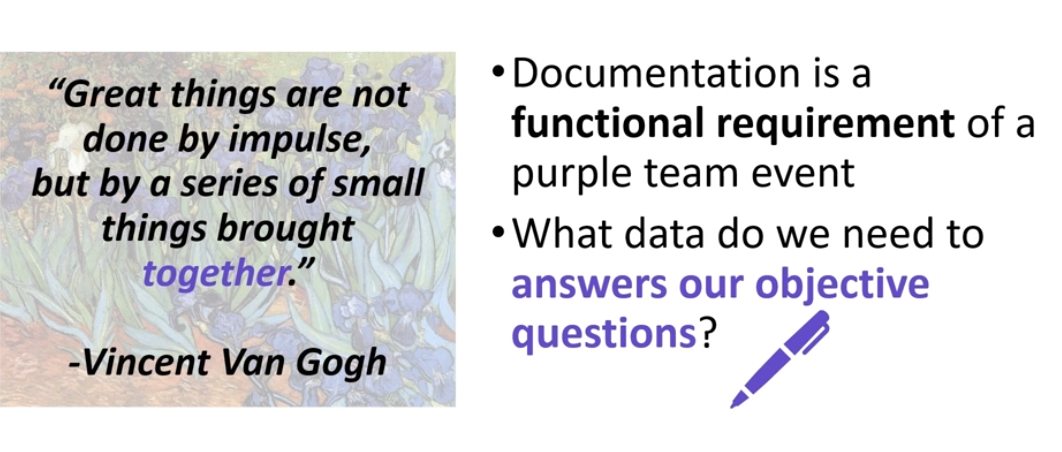 “Great things are not
done by impulse,
but by a series of small
things brought
together.”
-Vincent Van Gogh
•Documentation is a
functional requirement of a
purple team event
•What data do we need to
answers our objective
questions?